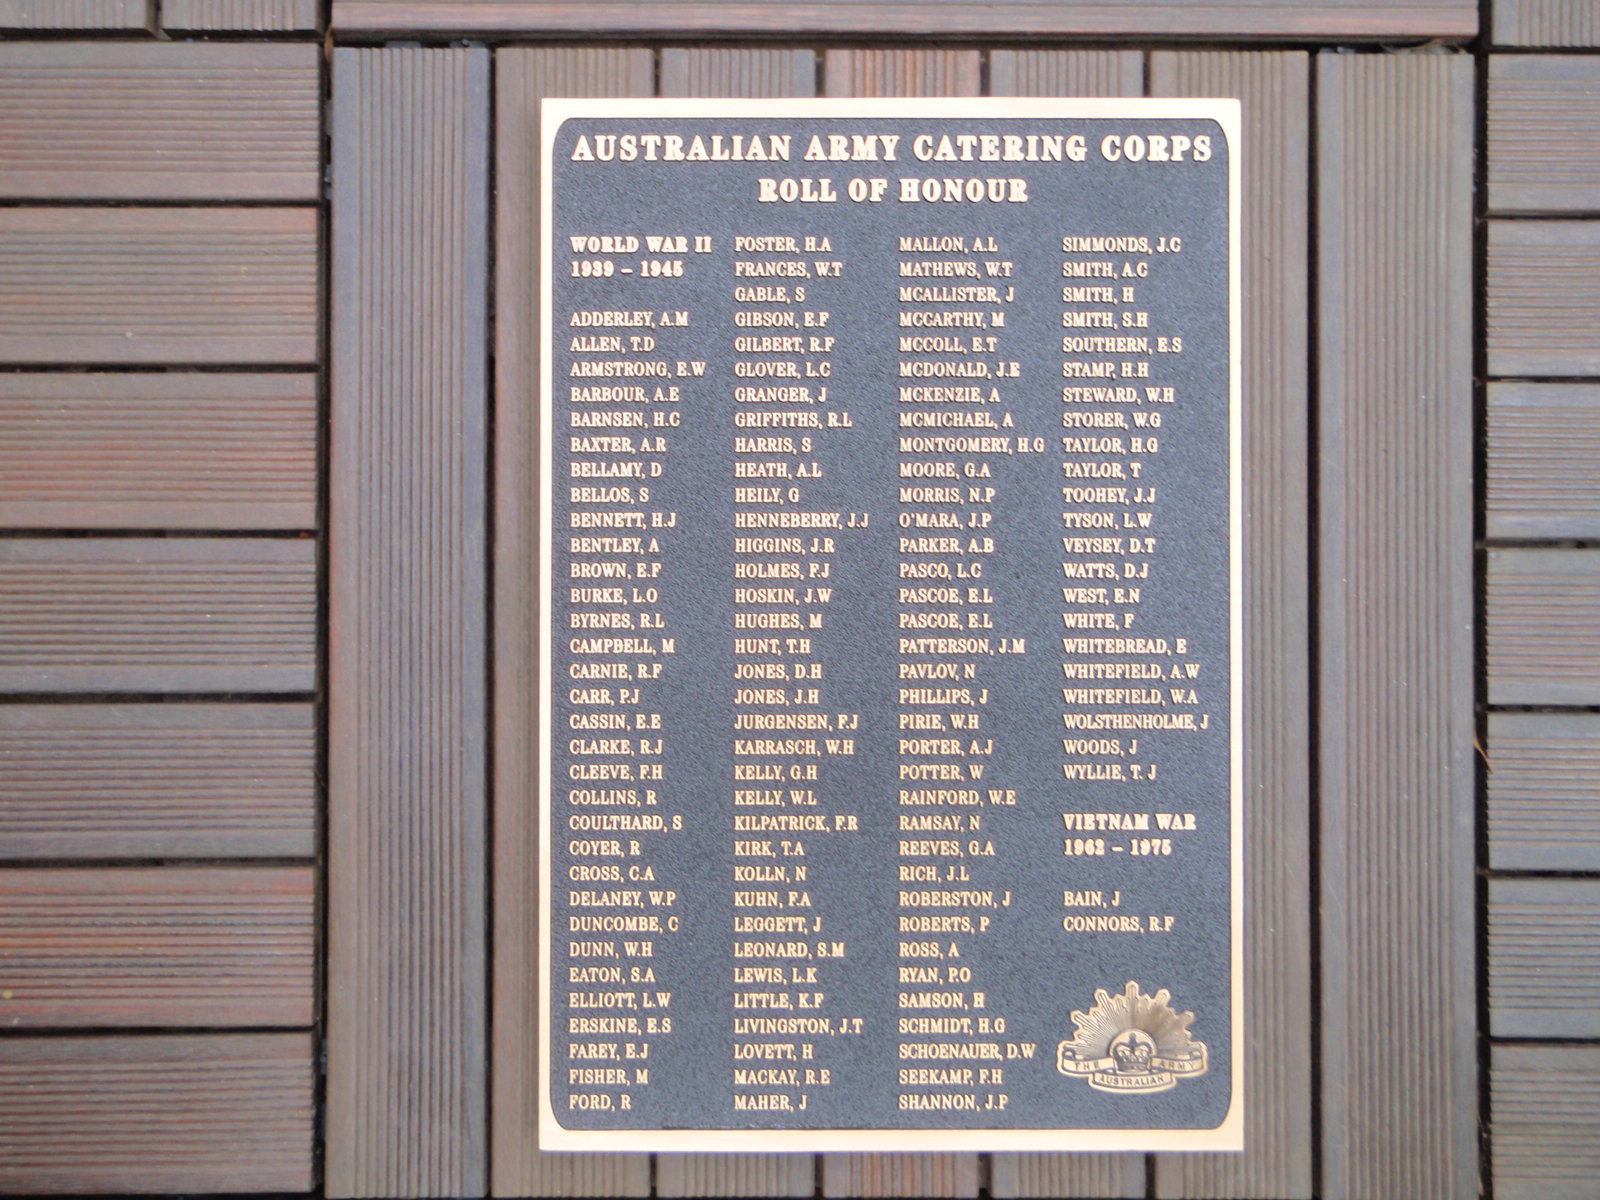 AUSTRALIAN ARMY CATERING CORPS
ROLL OF HONOUR
WORLD WAR II
1939 – 1945
ADDERLEY, A.M
ALLEN, T.D
ARMSTRONG, E.W
BARBOUR, A.E
BARNSEN, H.C
BAXTER, A.R
BELLAMY, D
BELLOS, S
BENNETT, H.J
BENTLEY, A
BROWN, E.F
BURKE, L.O
BYRNES, R.L
CAMPBELL, M
CARNIE, R.F
CARR, P.J
CASSIN, E.E
CLARKE, R.J
CLEEVE, F.H
COLLINS, R
COULTHARD, S
COYER, R
CROSS, C.A
DELANEY, W.P
DUNCOMBE, C
DUNN, W.H
EATON, S.A
ELLIOTT, L.W
ERSKINE, E.S
FAREY, E.J
FISHER, M
FORD, R
FOSTER, H.A
FRANCES, W.T
GABLE, S
GIBSON, E.F
GILBERT, R.F
GLOVER, L.C
GRANGER, J
GRIFFITHS, R.L
HARRIS, S
HEATH, A.L
HEILY, G
HENNEBERRY, J.J
HIGGINS, J.R
HOLMES, F.J
HOSKIN, J.W
HUGHES, M
HUNT, T.H
JONES, D.H
JONES, J.H
JURGENSEN, F.J
KARRASCH, W.H
KELLY, G.H
KELLY, W.L
KILPATRICK, F.R
KIRK, T.A
KOLLN, N
KUHN, F.A
LEGGETT, J
LEONARD, S.M
LEWIS, L.K
LITTLE, K.F
LIVINGSTON, J.T
LOVETT, H
MACKAY, R.E
MAHER, J
MALLON, A.L
MATHEWS, W.T
MCALLISTER, J
MCCARTHY, M
MCCOLL, E.T
MCDONALD, J.E
MCKENZIE, A
MCMICHAEL, A
MONTGOMERY, H.G
MOORE, G.A
MORRIS, N.P
O'MARA, J.P
PARKER, A.B
PASCO, L.C
PASCOE, E.L
PASCOE, E.L
PATTERSON, J.M
PAVLOV, N
PHILLIPS, J
PIRIE, W.H
PORTER, A.J
POTTER, W
RAINFORD, W.E
RAMSAY, N
REEVES, G.A
RICH, J.L
ROBERSTON, J
ROBERTS, P
ROSS, A
RYAN, P.O
SAMSON, H
SCHMIDT, H.G
SCHOENAUER, D.W
SEEKAMP, F.H
SHANNON, J.P
SIMMONDS, J.C
SMITH, A.C
SMITH, H
SMITH, S.H
SOUTHERN, E.S
STAMP, H.H
STEWARD, W.H
STORER, W.G
TAYLOR, H.G
TAYLOR, T
TOOHEY, J.J
TYSON, L.W
VEYSEY, D.T
WATTS, D.J
WEST, E.N
WHITE, F
WHITEBREAD, E
WHITEFIELD, A.W
WHITEFIELD, W.A
WOLSTHENHOLME, J
WOODS, J
WYLLIE, T. J
VIETNAM WAR
1962 – 1975
BAIN, J
CONNORS, R.F
THE ARMY
AUSTRALIAN